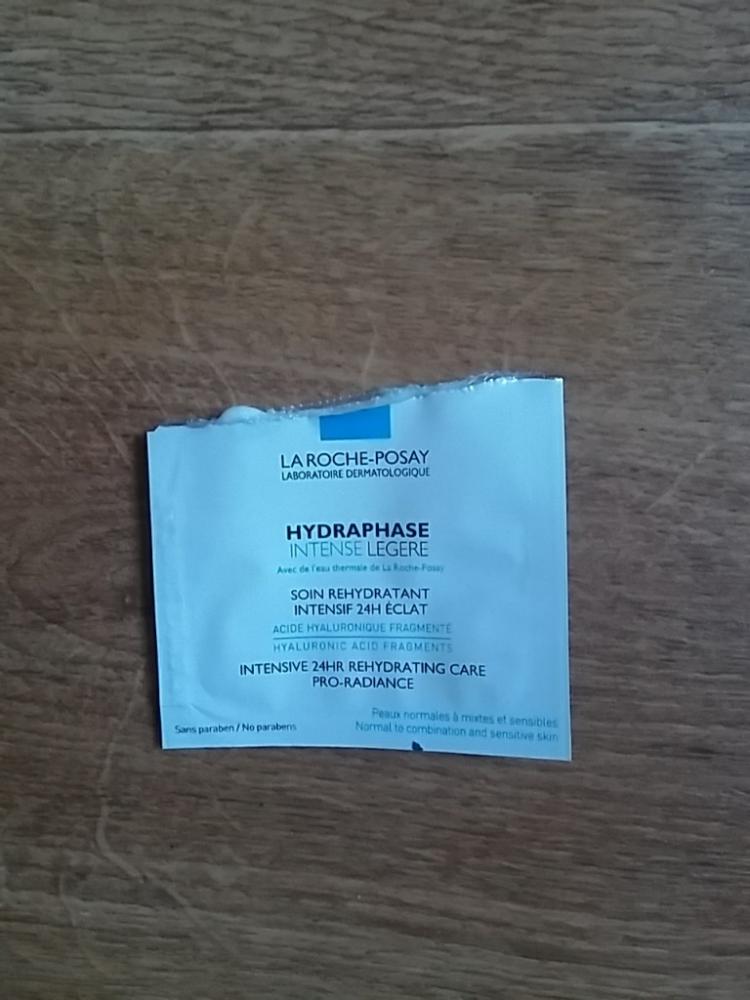 LA ROCHE-POSAY
LABORATOIRE DERMATOLOGIQUE
HYDRAPHASE
INTENSE LEGERE
Avec de l'eau thermale de La Roche-Posay
SOIN REHYDRATANT
INTENSIF 24H ÉCLAT
ACIDE HYALURONIQUE FRAGMENTÉ
HYALURONIC ACID FRAGMENTS
INTENSIVE 24HR REHYDRATING CARE
PRO-RADIANCE
Sans paraben / No parabens
Peaux normales à mixtes et sensibles
Normal to combination and sensitive skin